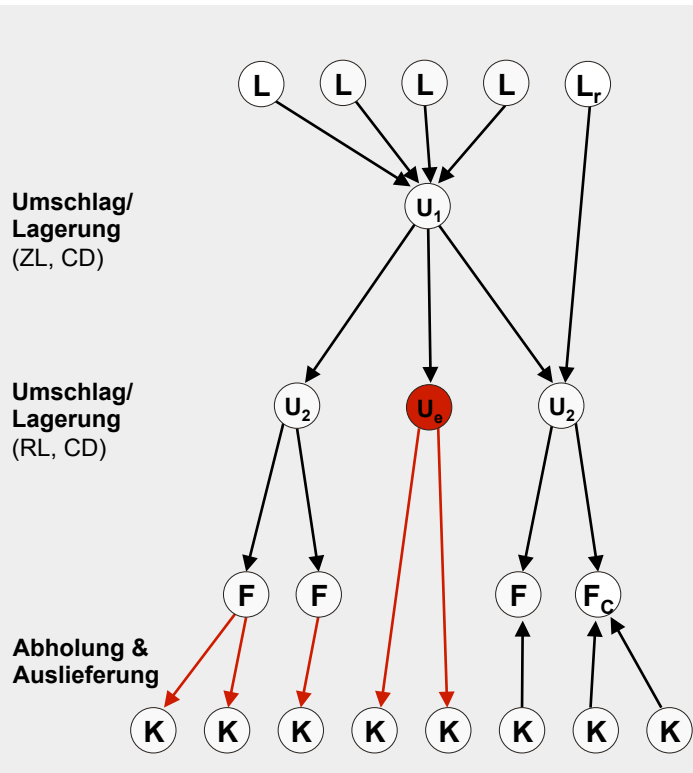 L L L L Lr
Umschlag/
Lagerung
(ZL, CD)
U1
Umschlag/
Lagerung
(RL, CD)
U2 Ue U2
F F F FC
Abholung &
Auslieferung
K K K K K K K K